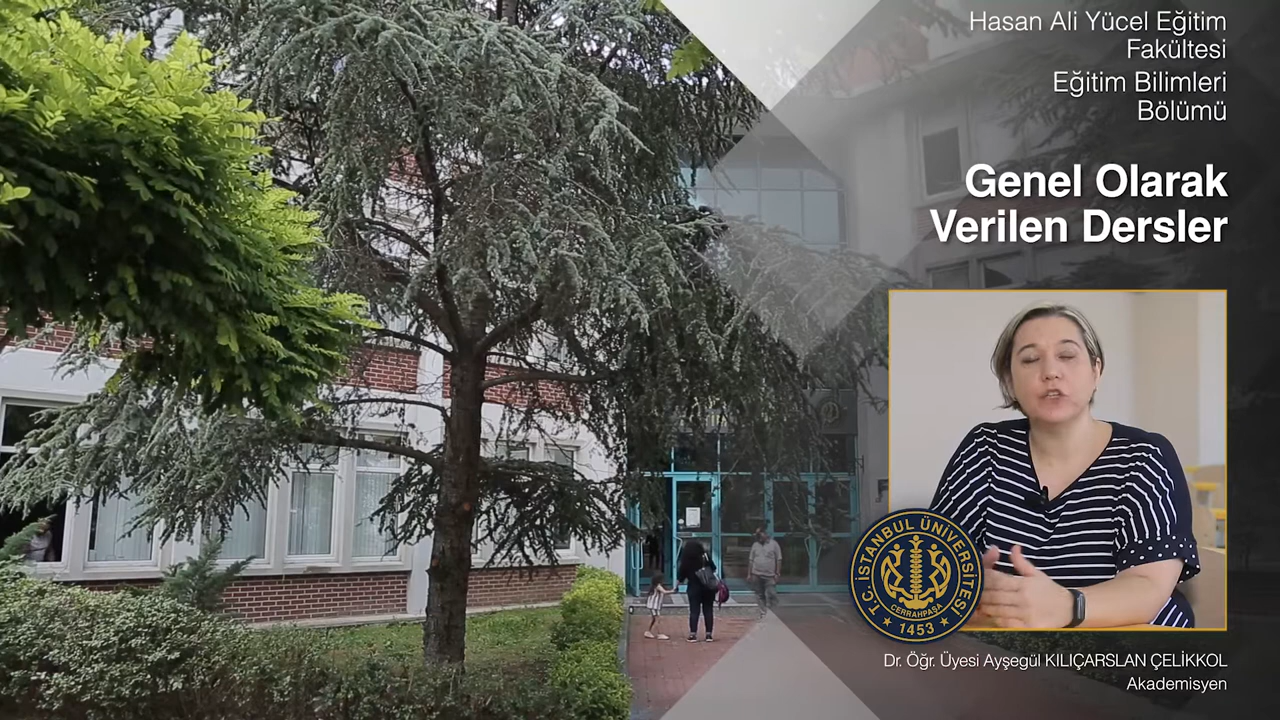 Hasan Ali Yücel Eğitim
Fakültesi
Eğitim Bilimleri
Bölümü
Genel Olarak
Verilen Dersler
T.C. İSTANBUL ÜNİVERSİTESİ
CERRAHPAŞA
★ 1453 ★
Dr. Öğr. Üyesi Ayşegül KILIÇARSLAN ÇELİKKOL
Akademisyen